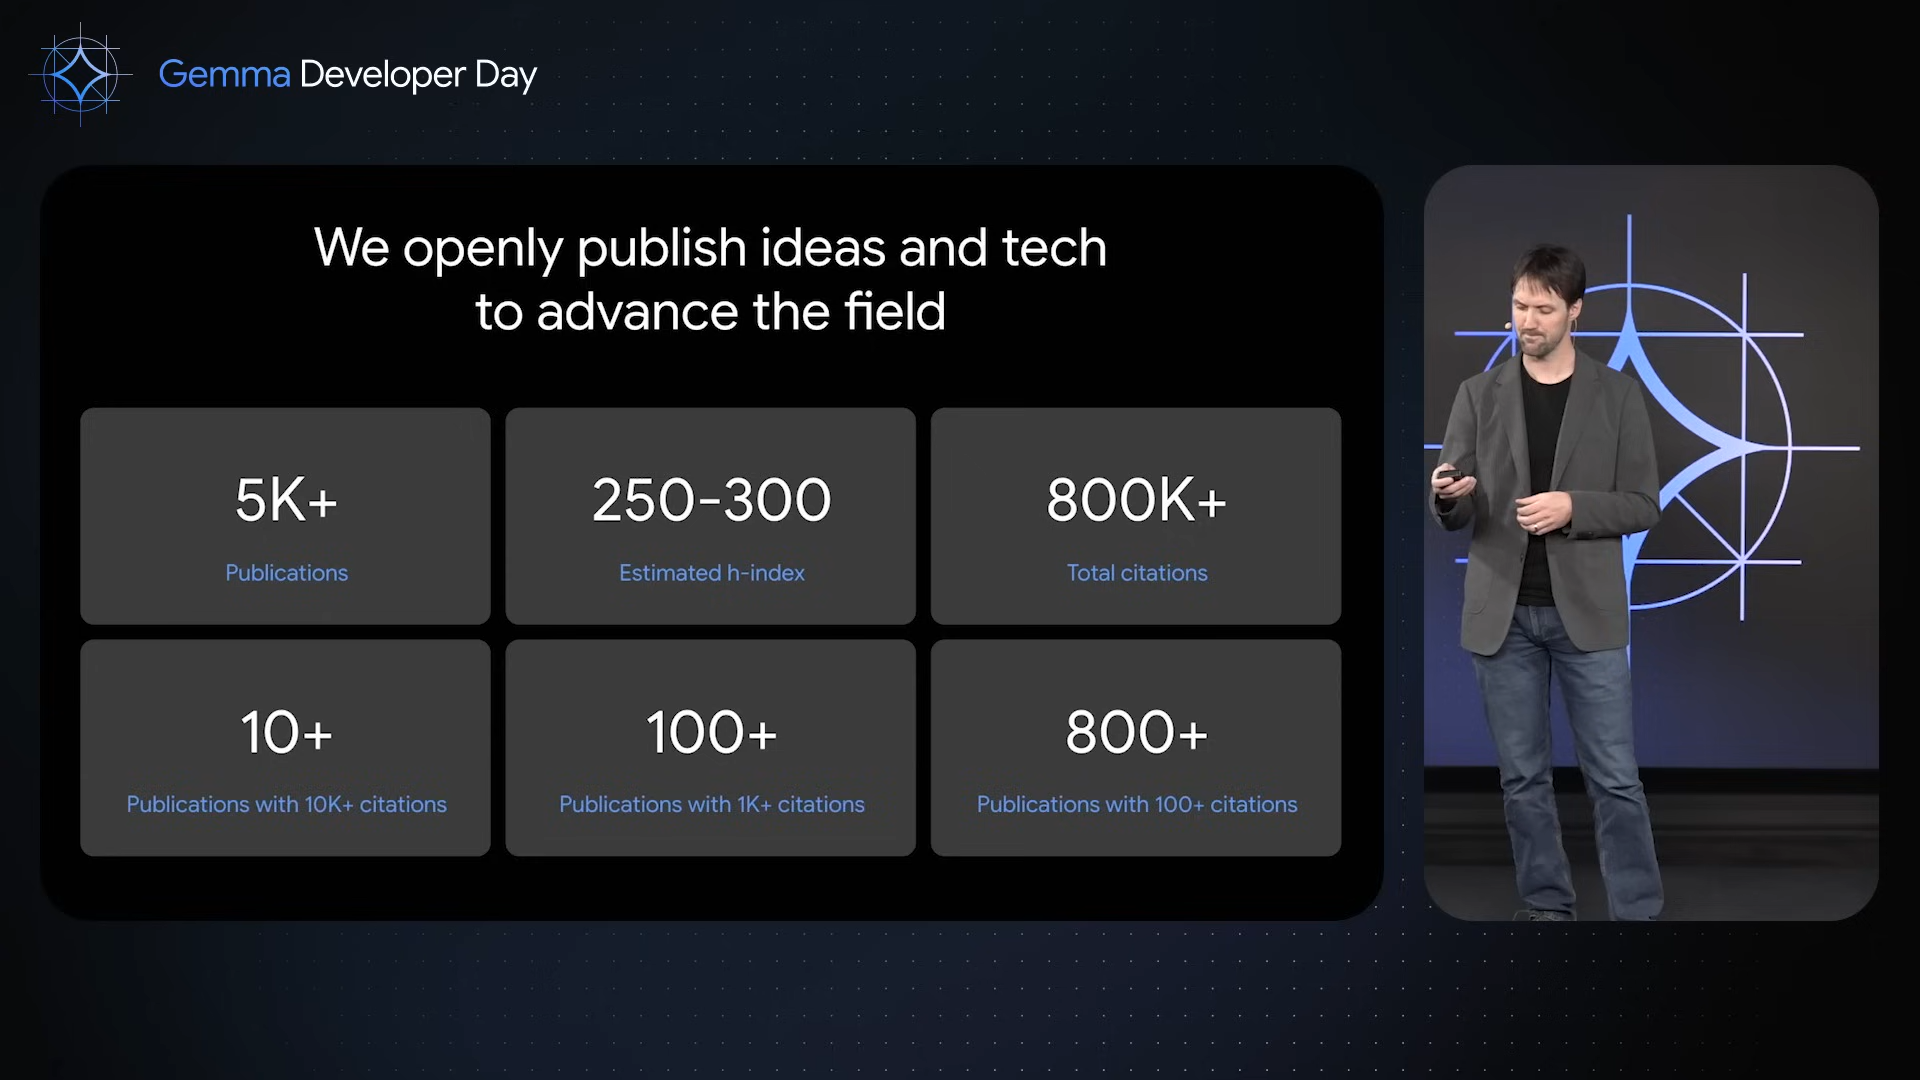 Gemma Developer Day
We openly publish ideas and tech
to advance the field
5K+
Publications
250-300
Estimated h-index
800K+
Total citations
10+
Publications with 10K+ citations
100+
Publications with 1K+ citations
800+
Publications with 100+ citations